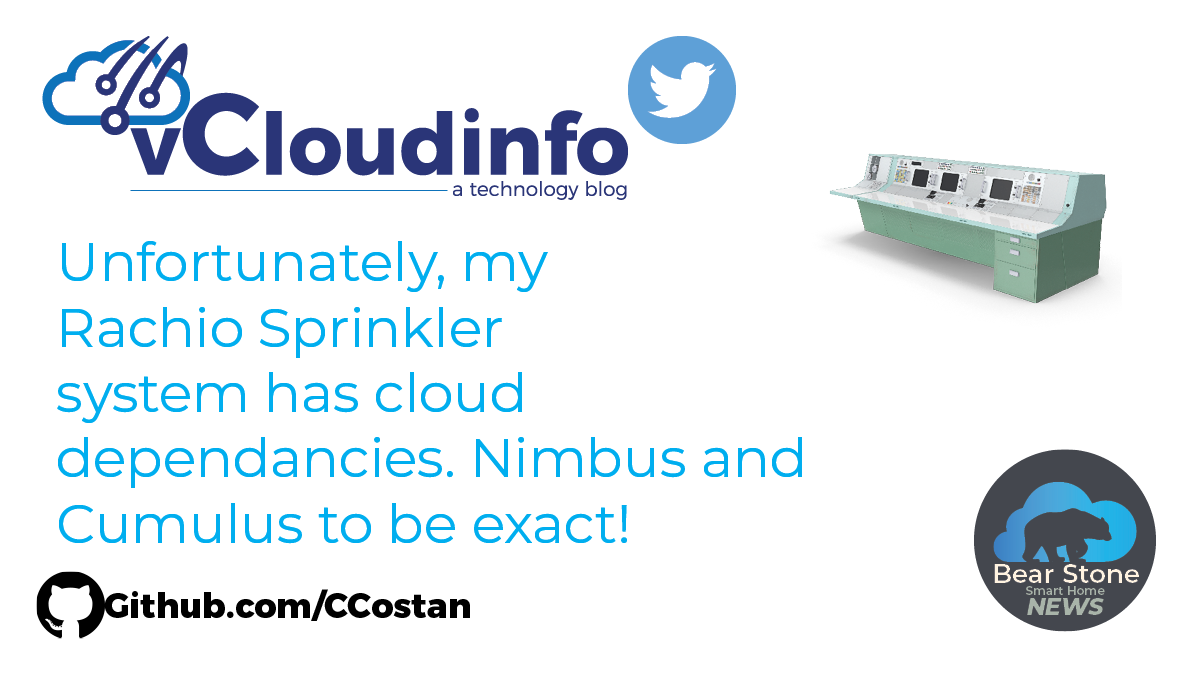 vCloudinfo
a technology blog
Unfortunately, my
Rachio Sprinkler
system has cloud
dependancies. Nimbus and
Cumulus to be exact!
Github.com/CCostan
Bear Stone
Smart Home
NEWS